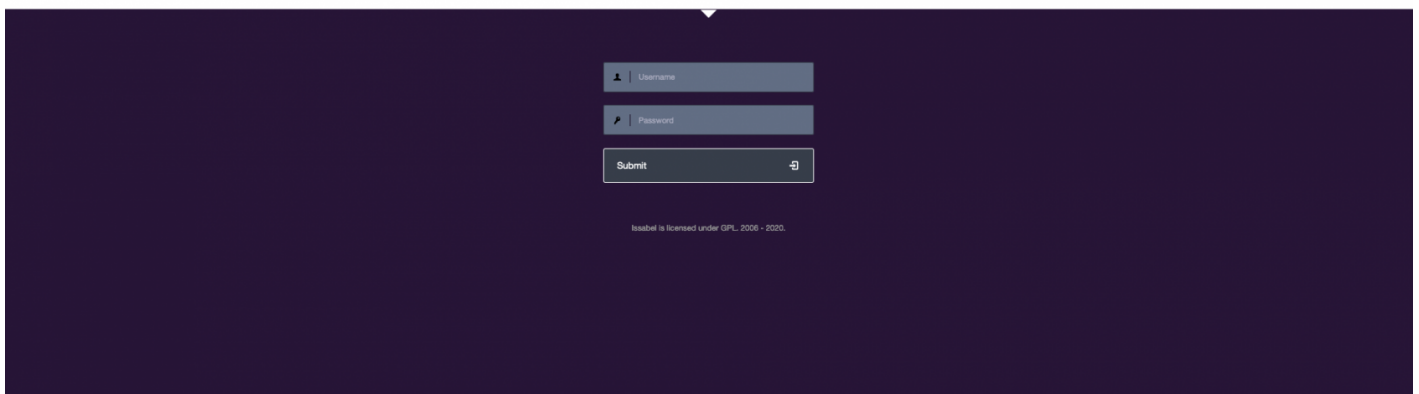 Username
Password
Submit
Issabel is licensed under GPL. 2006 - 2020.